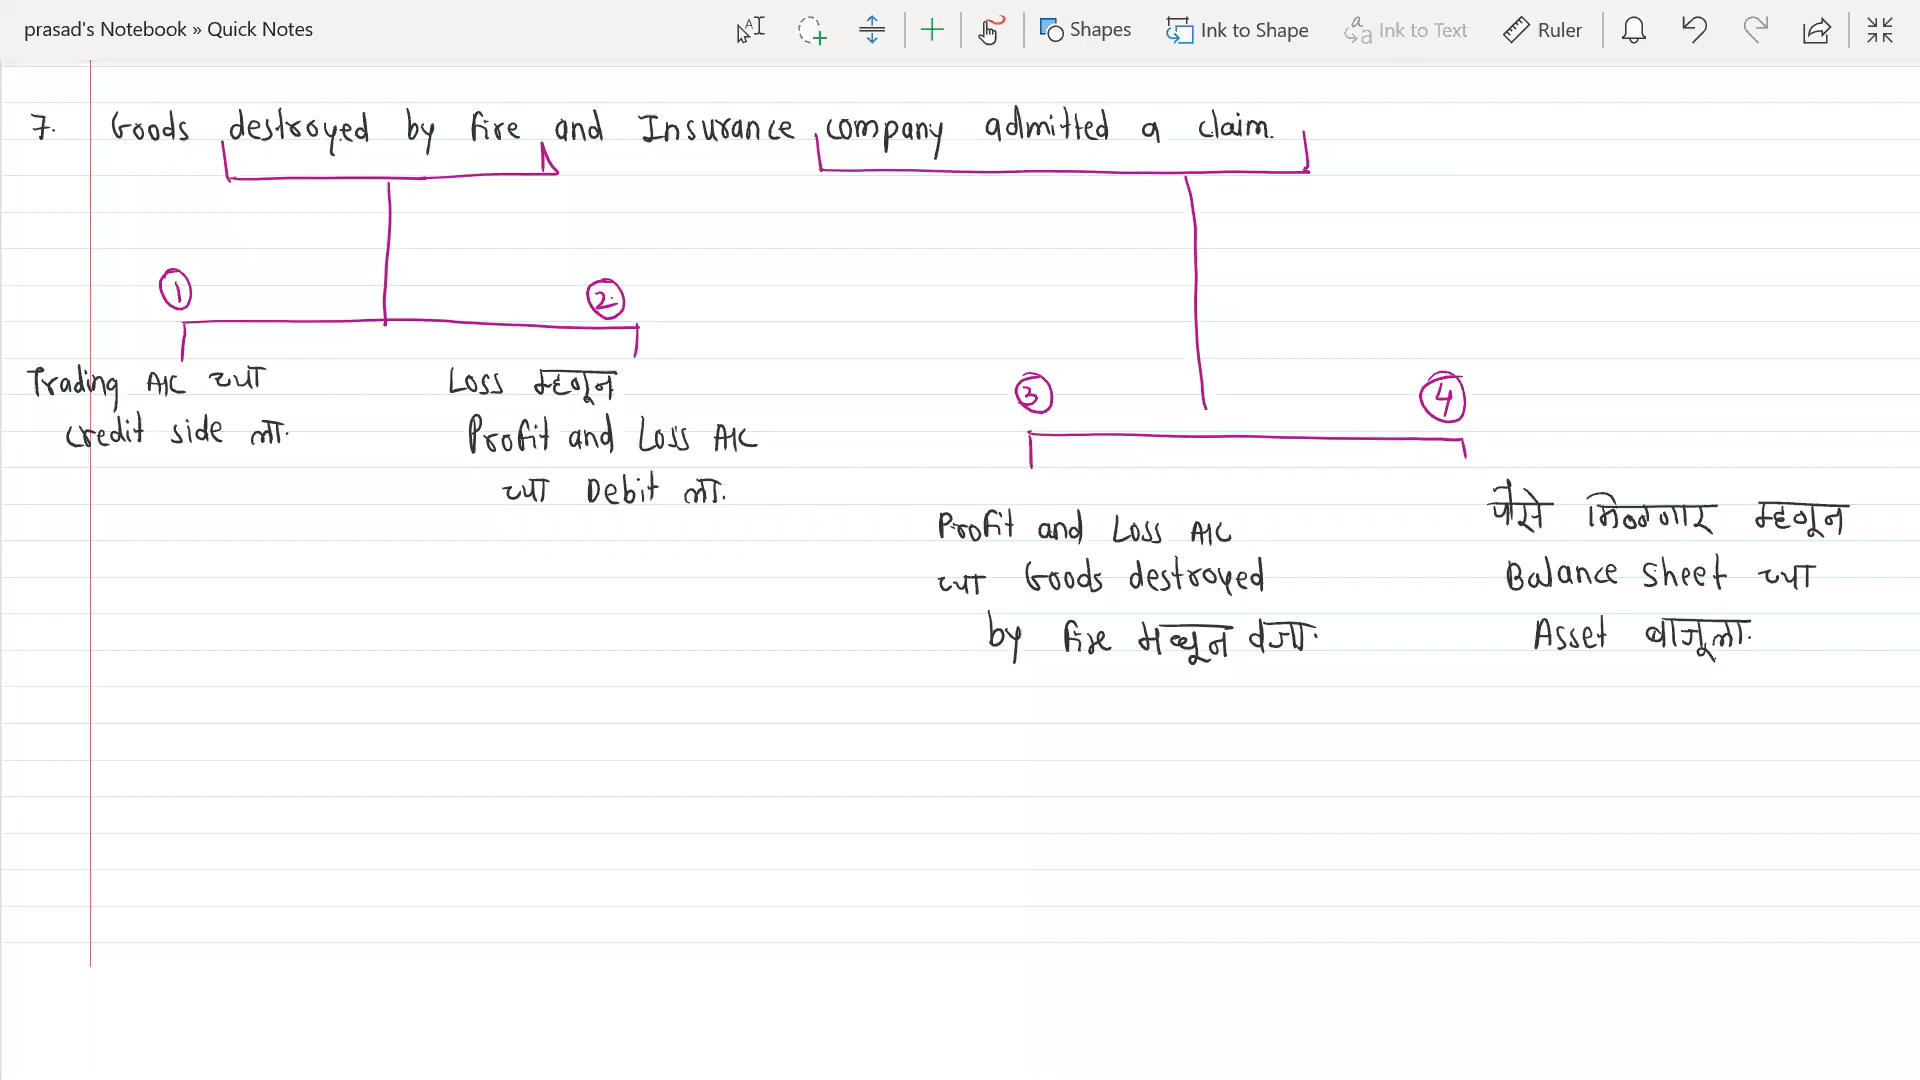 prasad's Notebook » Quick Notes
Shapes
Ink to Shape
Ink to Text
Ruler
7. Goods destroyed by fire and Insurance company admitted a claim.
1
Trading A/C च्या
credit side ला.
2.
Loss म्हणून
Profit and Loss A/C
च्या Debit ला.
3
Profit and Loss A/C
च्या Goods destroyed
by fire मधून वजा.
4
पैसे मिळणार म्हणून
Balance sheet च्या
Asset बाजूला.